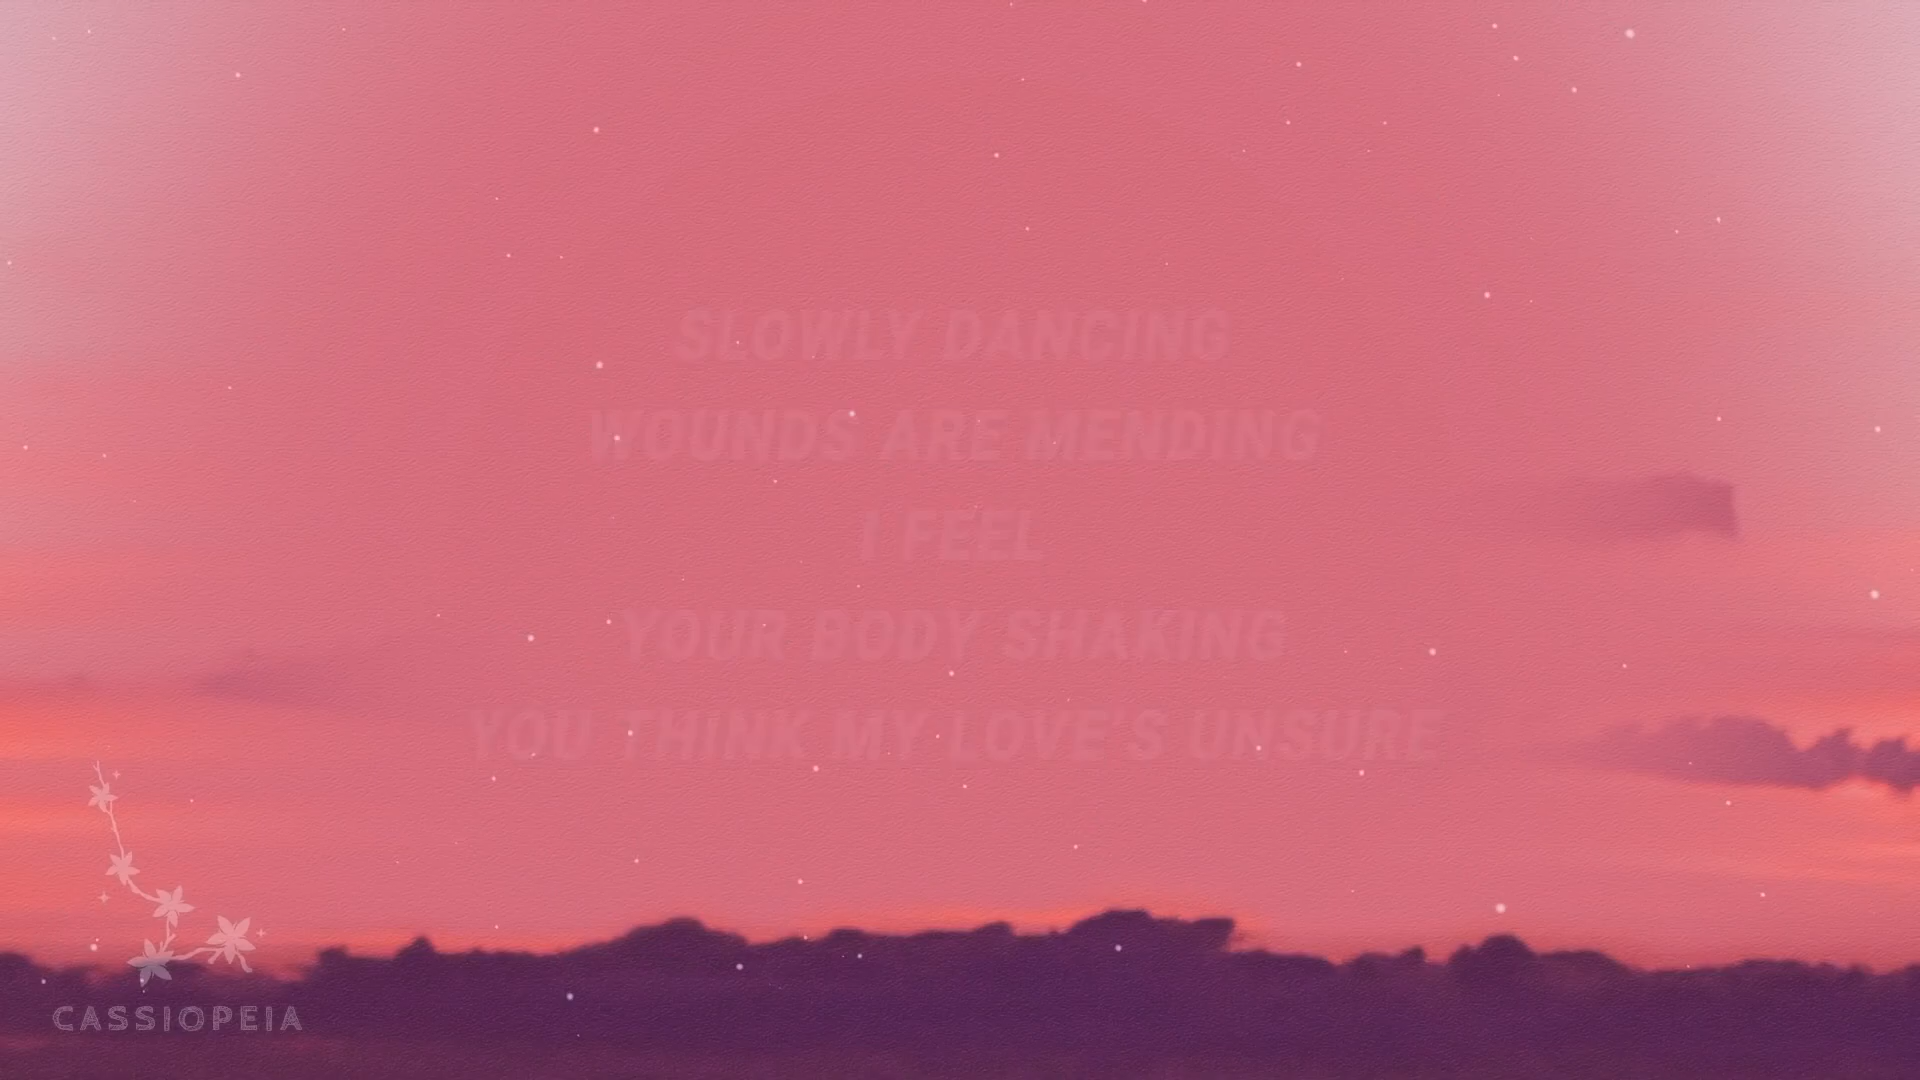 SLOWLY DANCING
WOUNDS ARE MENDING
I FEEL
YOUR BODY SHAKING
YOU THINK MY LOVE'S UNSURE
CASSIOPEIA